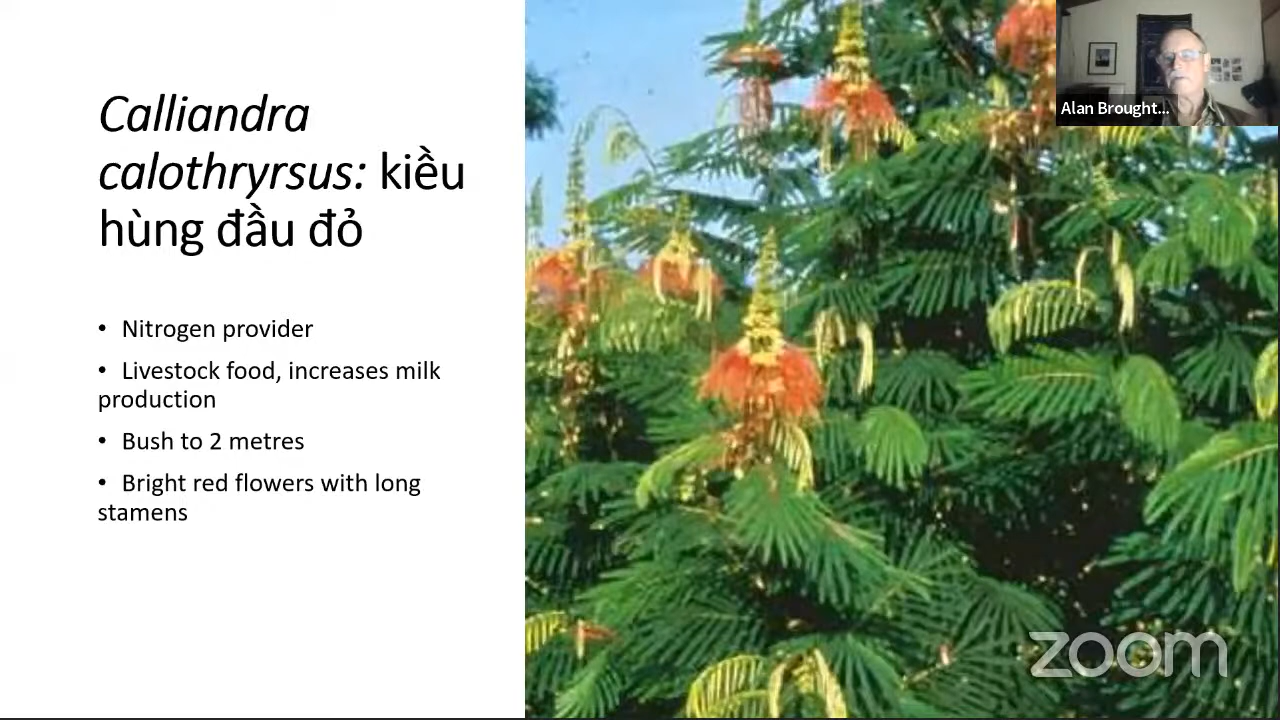 Calliandra
calothryrsus: kiều
hùng đầu đỏ
• Nitrogen provider
• Livestock food, increases milk
production
• Bush to 2 metres
• Bright red flowers with long
stamens
Alan Brought...
zoom